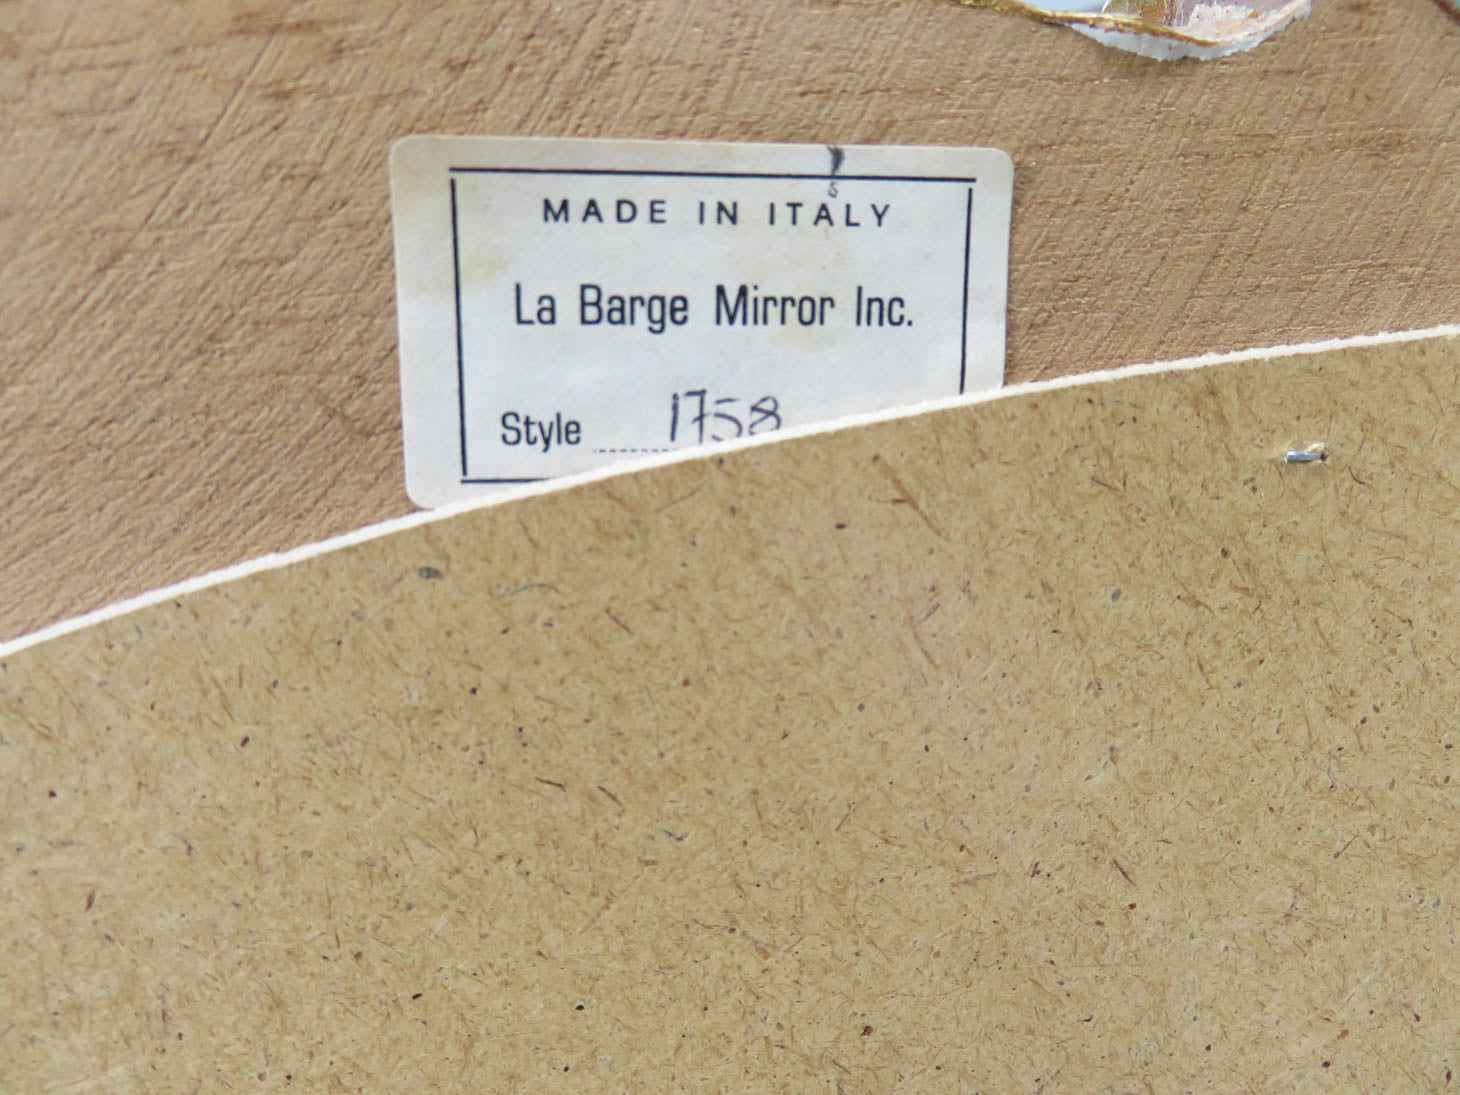 MADE IN ITALY
La Barge Mirror Inc.
Style 1758